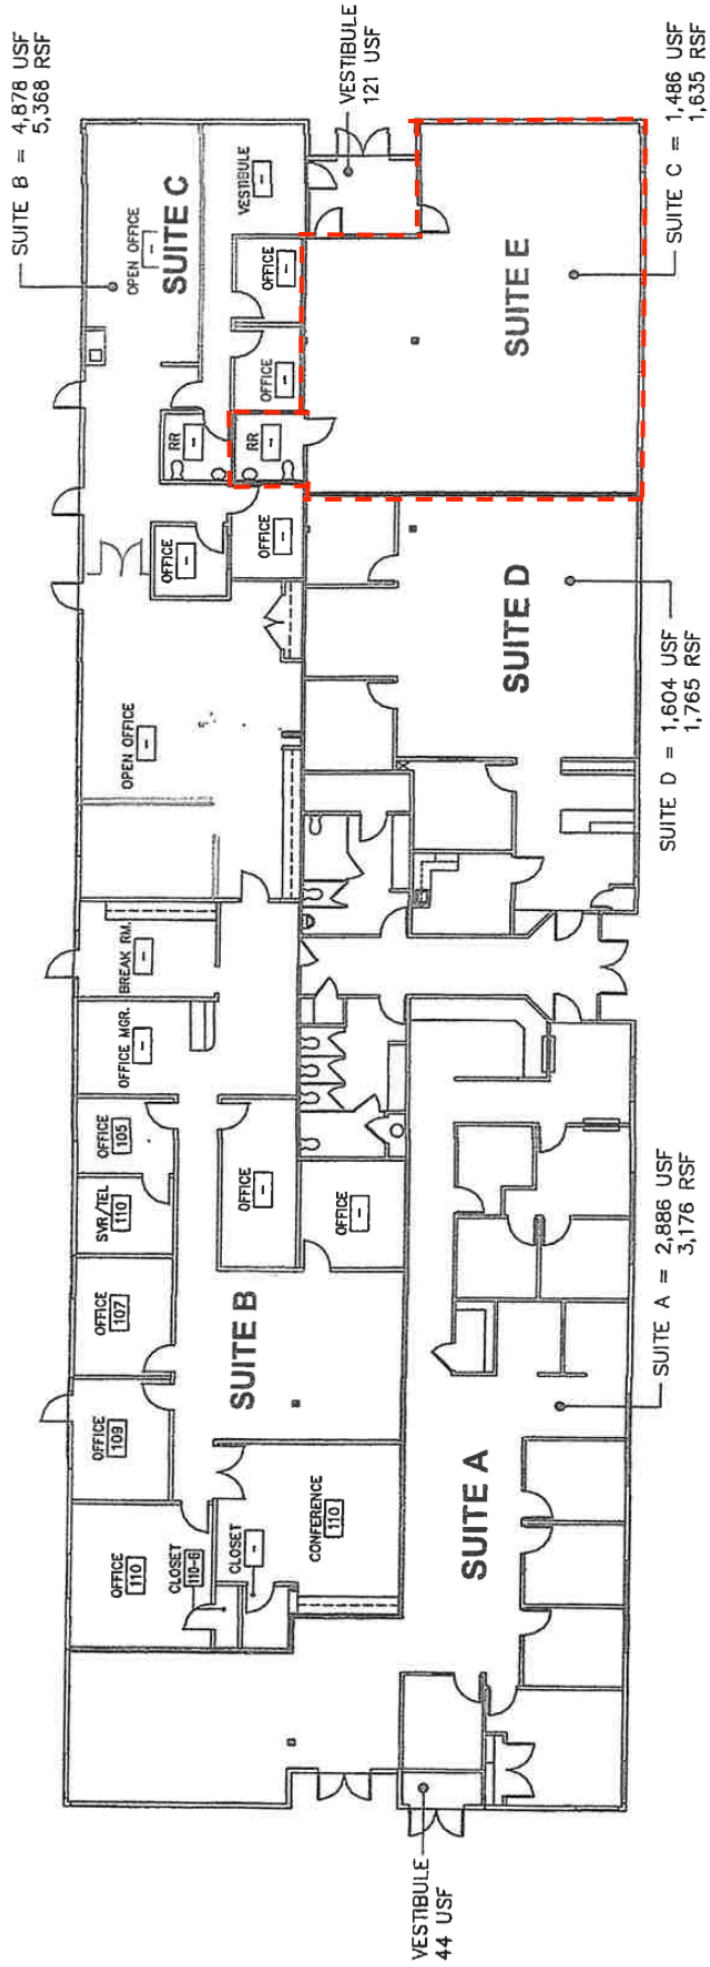 SUITE B = 4,878 USF
5,368 RSF
OFFICE
110
OFFICE
109
OFFICE
107
SVR/TEL
110
OFFICE
105
OFFICE MGR.
-
BREAK RM.
-
OPEN OFFICE
-
OPEN OFFICE
-
SUITE C
CLOSET
110-B
CLOSET
-
SUITE B
OFFICE
-
OFFICE
-
RR
-
VESTIBULE
-
OFFICE
-
RR
-
OFFICE
-
OFFICE
-
CONFERENCE
110
OFFICE
-
VESTIBULE
121 USF
SUITE A
SUITE D
SUITE E
VESTIBULE
44 USF
SUITE A = 2,886 USF
3,176 RSF
SUITE D = 1,604 USF
1,765 RSF
SUITE C = 1,486 USF
1,635 RSF